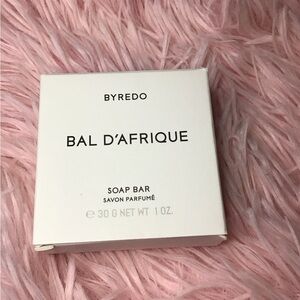 BYREDO
BAL D'AFRIQUE
SOAP BAR
SAVON PARFUMÉ
℮ 30 G NET WT 1 OZ.